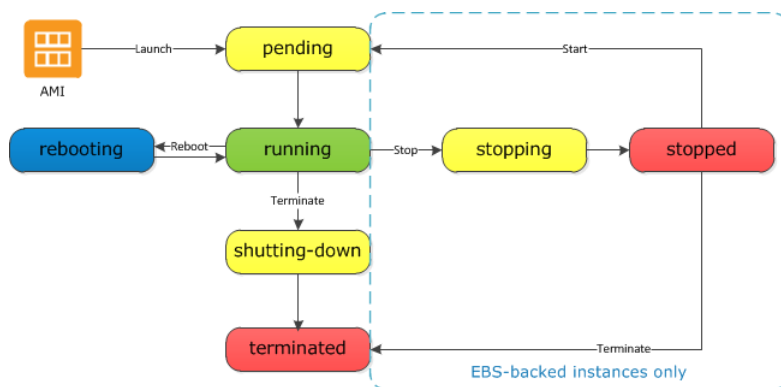 Launch
pending
Start
AMI
rebooting
Reboot
running
Stop
stopping
stopped
Terminate
shutting-down
terminated
Terminate
EBS-backed instances only